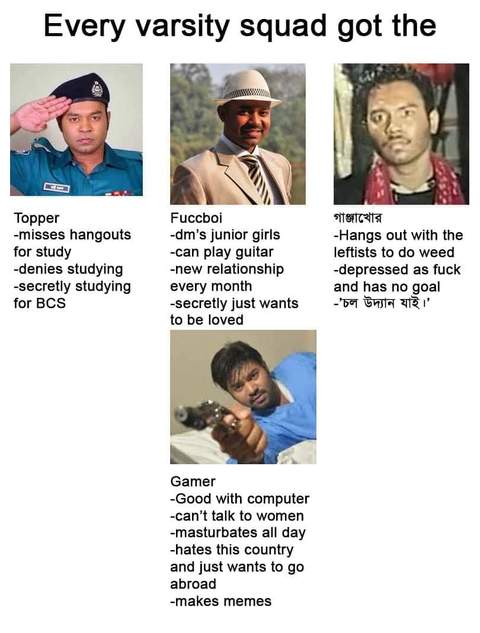 Every varsity squad got the
Topper
-misses hangouts
for study
-denies studying
-secretly studying
for BCS
Fuccboi
-dm's junior girls
-can play guitar
-new relationship
every month
-secretly just wants
to be loved
গাঞ্জাখোর
-Hangs out with the
leftists to do weed
-depressed as fuck
and has no goal
-'চল উদ্যান যাই।'
Gamer
-Good with computer
-can't talk to women
-masturbates all day
-hates this country
and just wants to go
abroad
-makes memes